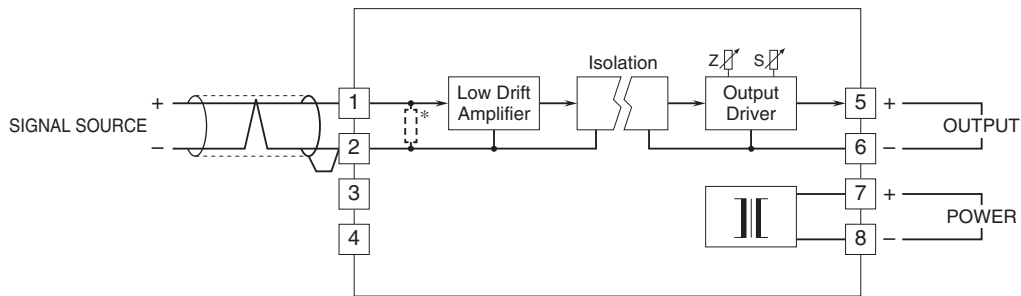 SIGNAL SOURCE
+
−
1
2
3
4
*
Low Drift
Amplifier
Isolation
Z
S
Output
Driver
5
6
7
8
+
−
OUTPUT
+
−
POWER